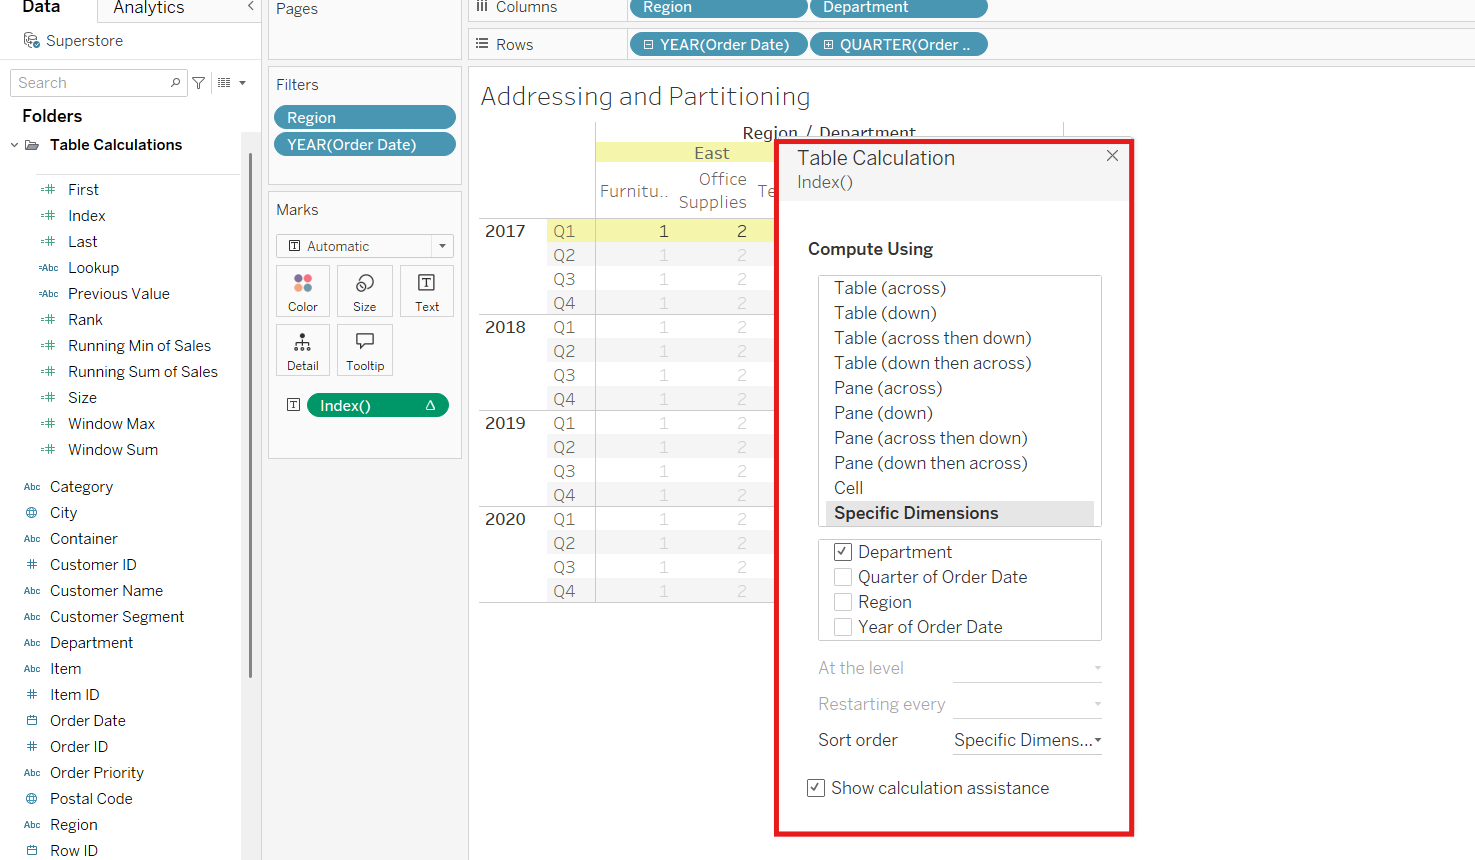 Data
Analytics
Superstore
Search
Folders
Table Calculations
First
Index
Last
Lookup
Previous Value
Rank
Running Min of Sales
Running Sum of Sales
Size
Window Max
Window Sum
Category
City
Container
Customer ID
Customer Name
Customer Segment
Department
Item
Item ID
Order Date
Order ID
Order Priority
Postal Code
Region
Row ID
Pages
Filters
Region
YEAR(Order Date)
Marks
Automatic
Color
Size
Text
Detail
Tooltip
Index()
Columns
Region
Department
Rows
YEAR(Order Date)
QUARTER(Order ..
Addressing and Partitioning
Region / Department
East
Furnitu.. Office Supplies Te
2017 Q1 1 2
Q2 1 2
Q3 1 2
Q4 1 2
2018 Q1 1 2
Q2 1 2
Q3 1 2
Q4 1 2
2019 Q1 1 2
Q2 1 2
Q3 1 2
Q4 1 2
2020 Q1 1 2
Q2 1 2
Q3 1 2
Q4 1 2
Table Calculation
Index()
Compute Using
Table (across)
Table (down)
Table (across then down)
Table (down then across)
Pane (across)
Pane (down)
Pane (across then down)
Pane (down then across)
Cell
Specific Dimensions
Department
Quarter of Order Date
Region
Year of Order Date
At the level
Restarting every
Sort order Specific Dimens...
Show calculation assistance